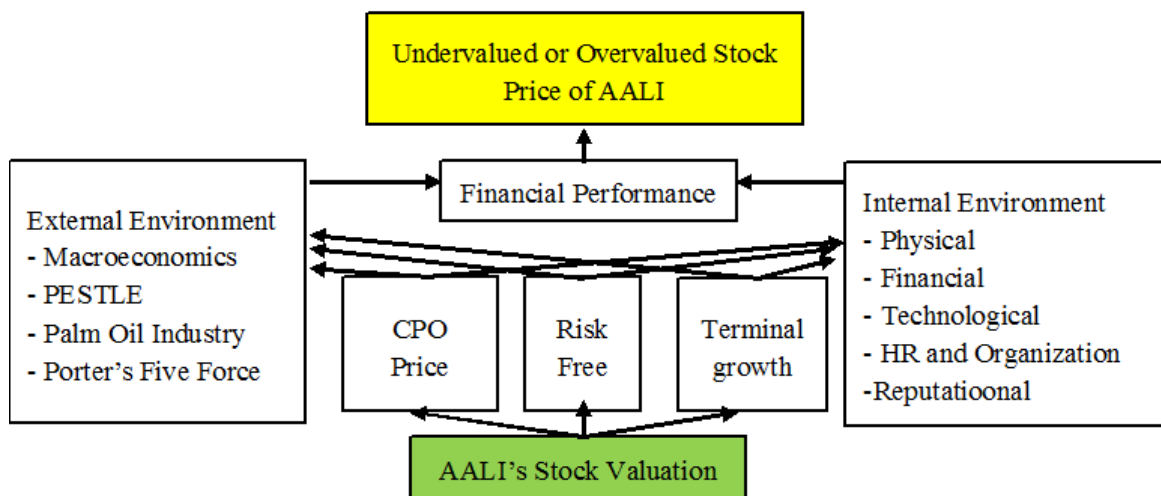 Undervalued or Overvalued Stock
Price of AALI
Financial Performance
External Environment
- Macroeconomics
- PESTLE
- Palm Oil Industry
- Porter's Five Force
CPO
Price
Risk
Free
Terminal
growth
Internal Environment
- Physical
- Financial
- Technological
- HR and Organization
-Reputatioonal
AALI's Stock Valuation